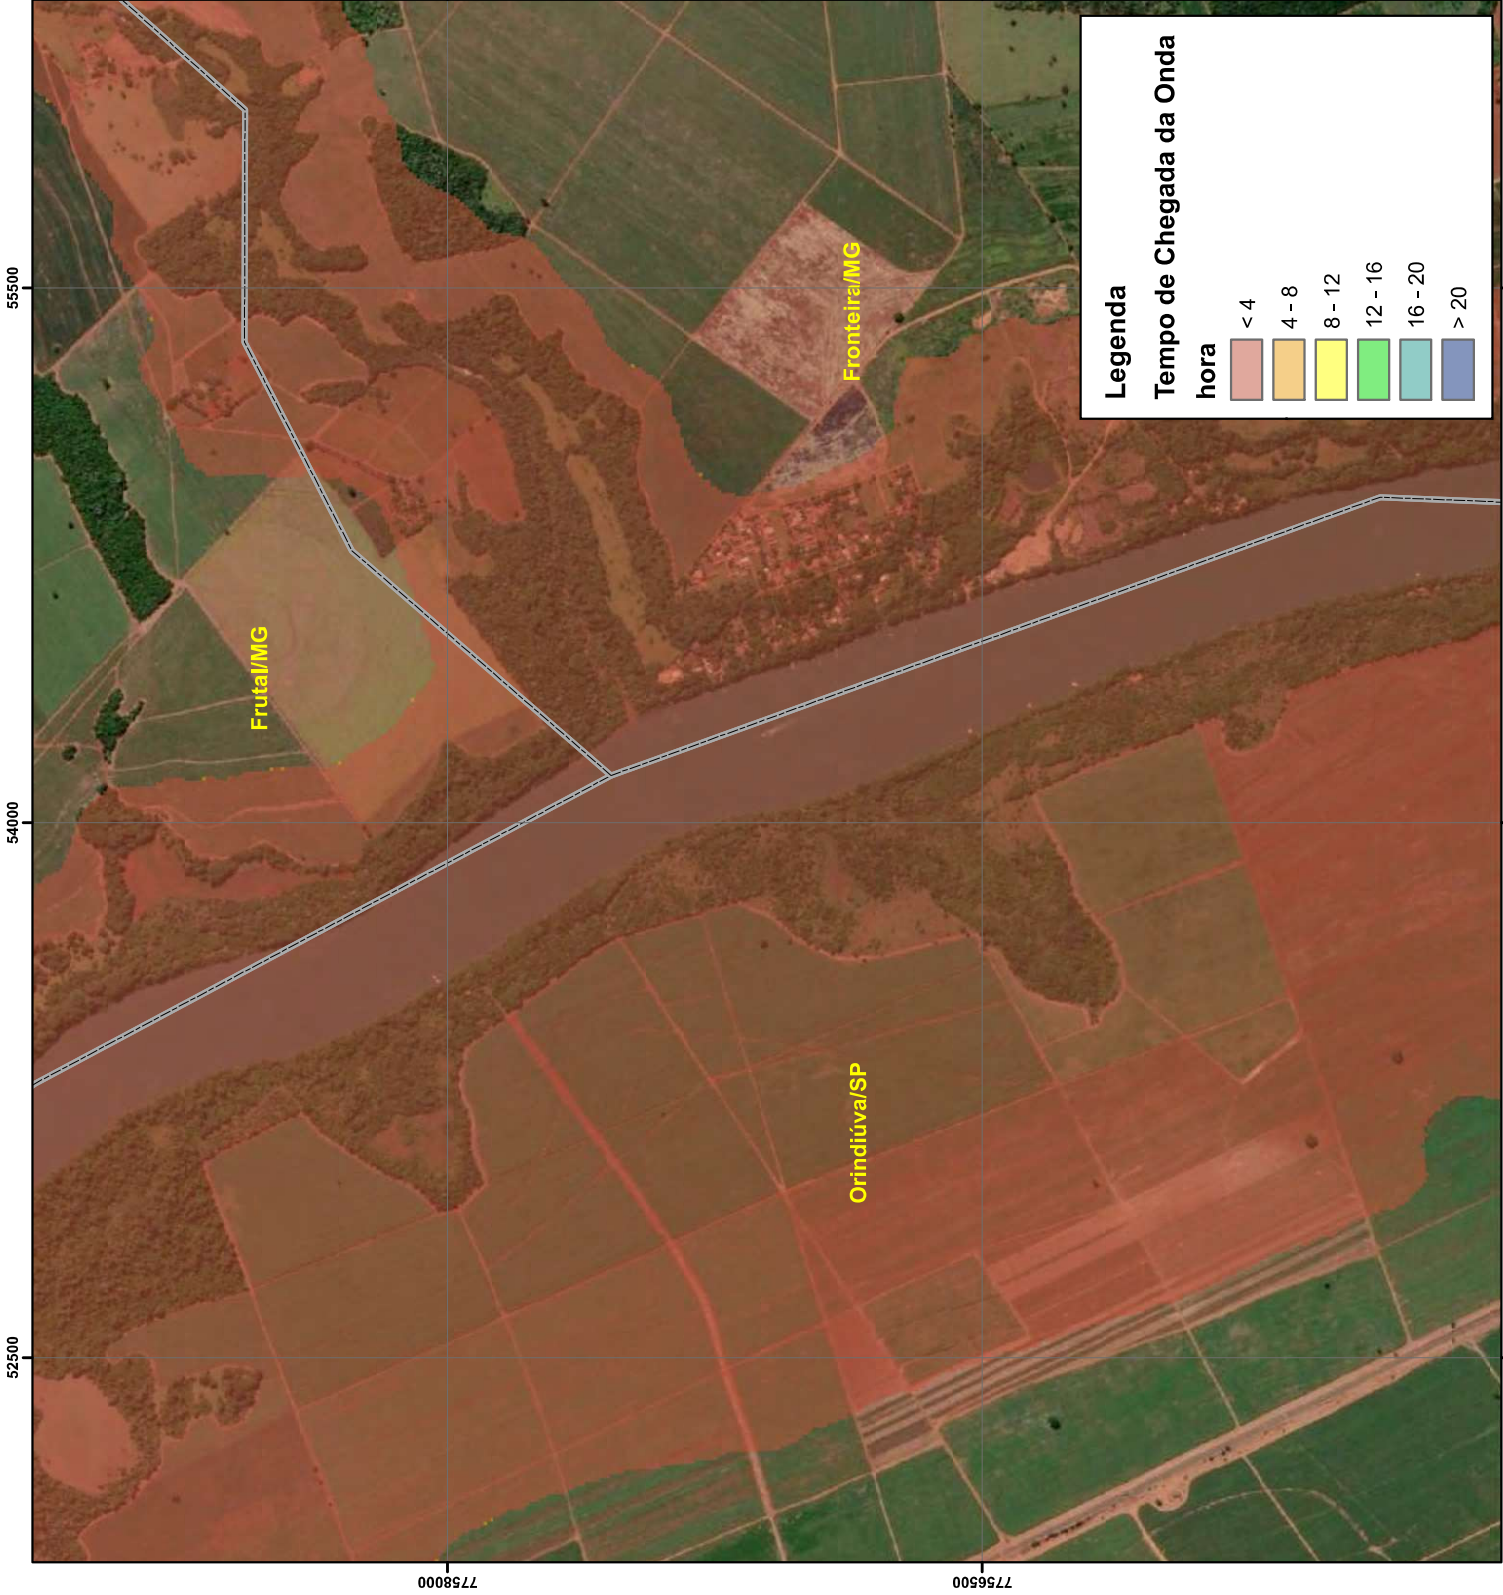 Legenda
Tempo de Chegada da Onda
hora
< 4
4 - 8
8 - 12
12 - 16
16 - 20
> 20
Frutal/MG
Fronteira/MG
Orindiúva/SP
55500
54000
52500
7758000
7756500